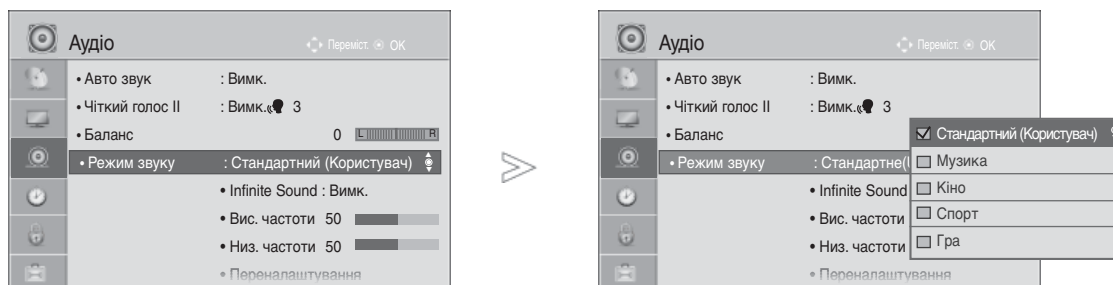 Аудіо
Переміст. OK
• Авто звук : Вимк.
• Чіткий голос II : Вимк. 3
• Баланс 0 L R
• Режим звуку : Стандартний (Користувач)
• Infinite Sound : Вимк.
• Вис. частоти 50
• Низ. частоти 50
• Переналаштування
Аудіо
Переміст. OK
• Авто звук : Вимк.
• Чіткий голос II : Вимк. 3
• Баланс
• Режим звуку : Стандартне(
• Infinite Sound
• Вис. частоти
• Низ. частоти
• Переналаштування
Стандартний (Користувач)
Музика
Кіно
Спорт
Гра